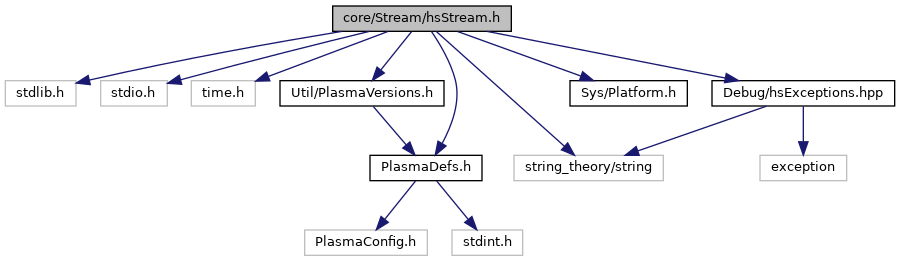 core/Stream/hsStream.h
stdlib.h
stdio.h
time.h
Util/PlasmaVersions.h
Sys/Platform.h
Debug/hsExceptions.hpp
PlasmaDefs.h
string_theory/string
exception
PlasmaConfig.h
stdint.h